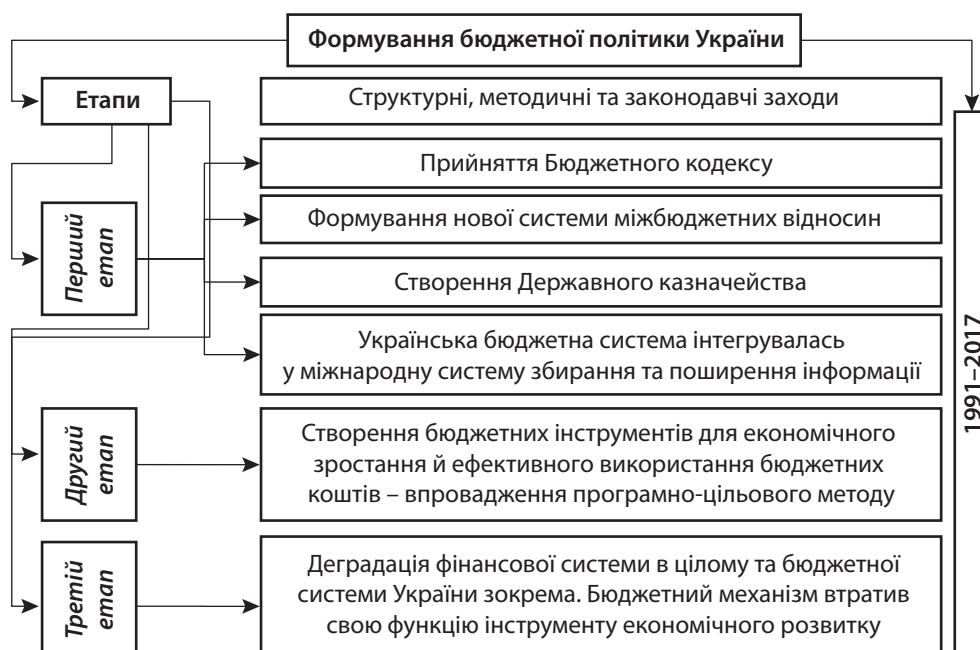 Формування бюджетної політики України
Етапи
Структурні, методичні та законодавчі заходи
Перший
етап
Прийняття Бюджетного кодексу
Формування нової системи міжбюджетних відносин
Створення Державного казначейства
Українська бюджетна система інтегрувалась
у міжнародну систему збирання та поширення інформації
Другий
етап
Створення бюджетних інструментів для економічного
зростання й ефективного використання бюджетних
коштів – впровадження програмно-цільового методу
Третій
етап
Деградація фінансової системи в цілому та бюджетної
системи України зокрема. Бюджетний механізм втратив
свою функцію інструменту економічного розвитку
1991–2017